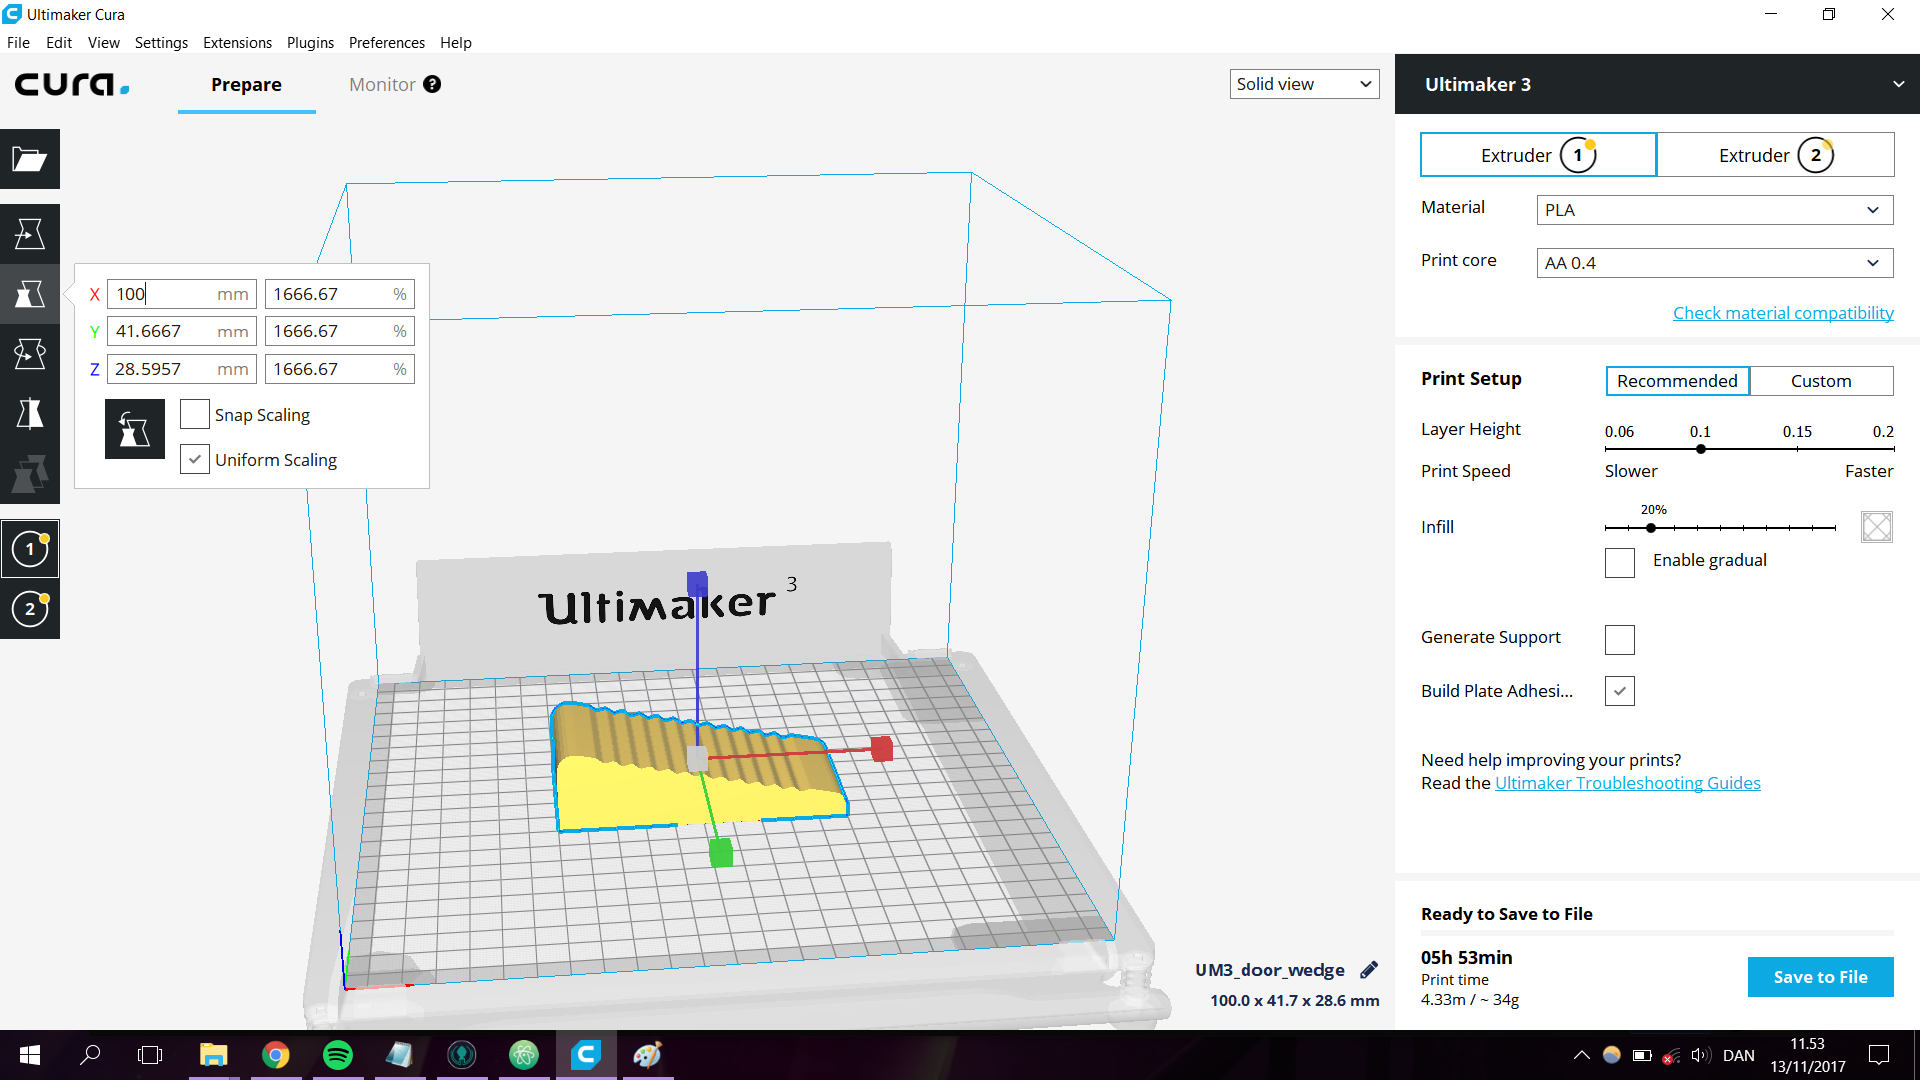 Ultimaker Cura
File Edit View Settings Extensions Plugins Preferences Help
cura.
Prepare
Monitor ?
Solid view
Ultimaker 3
Extruder 1
Extruder 2
Material
PLA
Print core
AA 0.4
Check material compatibility
X 100 mm 1666.67 %
Y 41.6667 mm 1666.67 %
Z 28.5957 mm 1666.67 %
Snap Scaling
Uniform Scaling
1
2
Print Setup
Recommended
Custom
Layer Height
0.06 0.1 0.15 0.2
Print Speed
Slower
Faster
Infill
20%
Enable gradual
Generate Support
Build Plate Adhesi...
Need help improving your prints?
Read the Ultimaker Troubleshooting Guides
Ultimaker 3
UM3_door_wedge
100.0 x 41.7 x 28.6 mm
Ready to Save to File
05h 53min
Print time
4.33m / ~ 34g
Save to File
DAN
11.53
13/11/2017